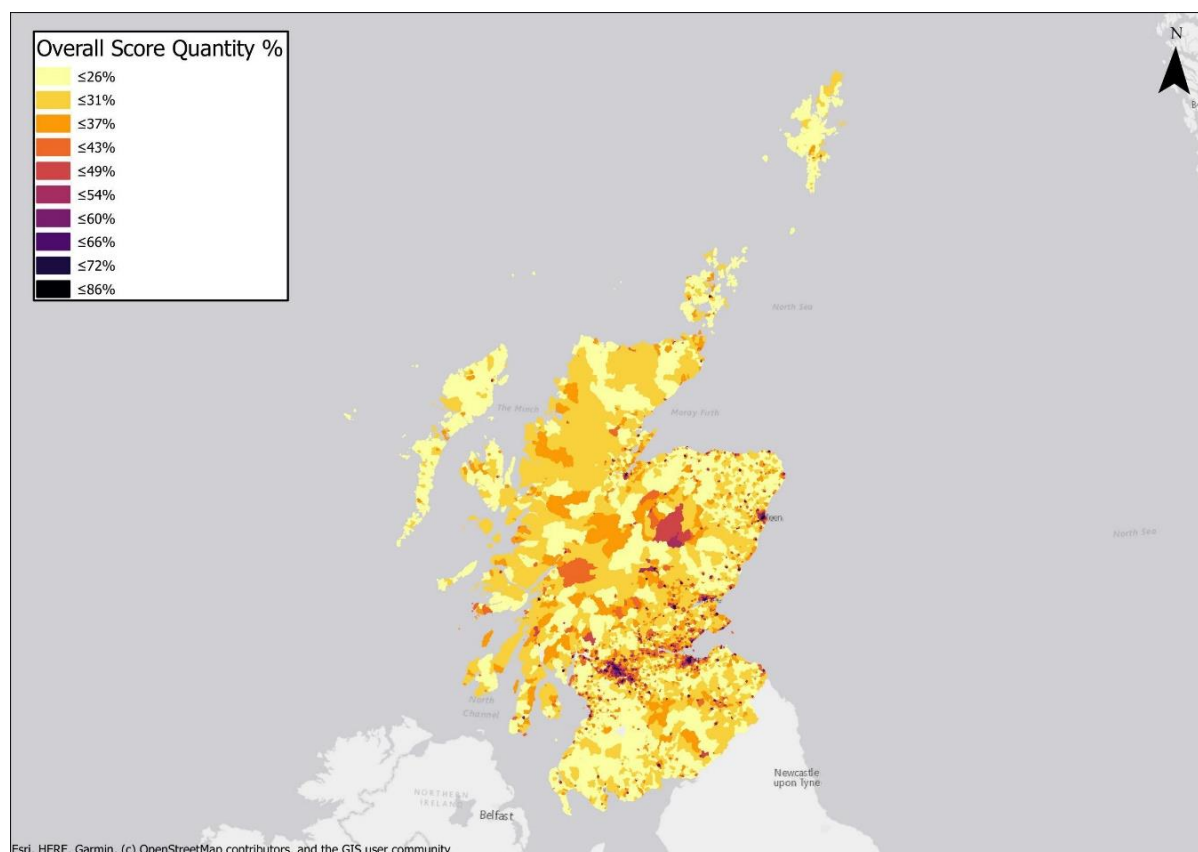 Overall Score Quantity %
≤26%
≤31%
≤37%
≤43%
≤49%
≤54%
≤60%
≤66%
≤72%
≤86%
N
North Sea
The Minch
Moray Firth
een
North Sea
North
Channel
Newcastle
upon Tyne
NORTHERN
IRELAND
Belfast
Esri, HERE, Garmin, (c) OpenStreetMap contributors, and the GIS user community